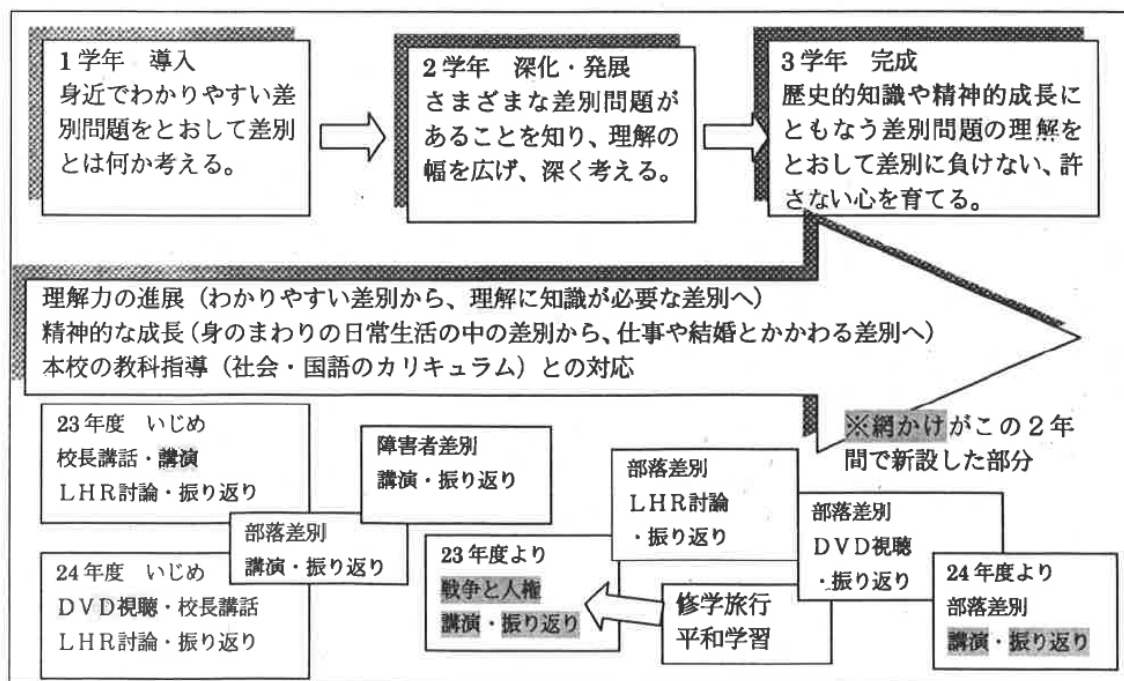 1学年　導入
身近でわかりやすい差
別問題をとおして差別
とは何か考える。
2学年　深化・発展
さまざまな差別問題が
あることを知り、理解の
幅を広げ、深く考える。
3学年　完成
歴史的知識や精神的成長に
ともなう差別問題の理解を
とおして差別に負けない、許
さない心を育てる。
理解力の進展（わかりやすい差別から、理解に知識が必要な差別へ）
精神的な成長（身のまわりの日常生活の中の差別から、仕事や結婚とかかわる差別へ）
本校の教科指導（社会・国語のカリキュラム）との対応
※網かけがこの２年
間で新設した部分
23年度　いじめ
校長講話・講演
ＬＨＲ討論・振り返り
障害者差別
講演・振り返り
部落差別
講演・振り返り
24年度　いじめ
ＤＶＤ視聴・校長講話
ＬＨＲ討論・振り返り
23年度より
戦争と人権
講演・振り返り
部落差別
ＬＨＲ討論
・振り返り
修学旅行
平和学習
部落差別
ＤＶＤ視聴
・振り返り
24年度より
部落差別
講演・振り返り